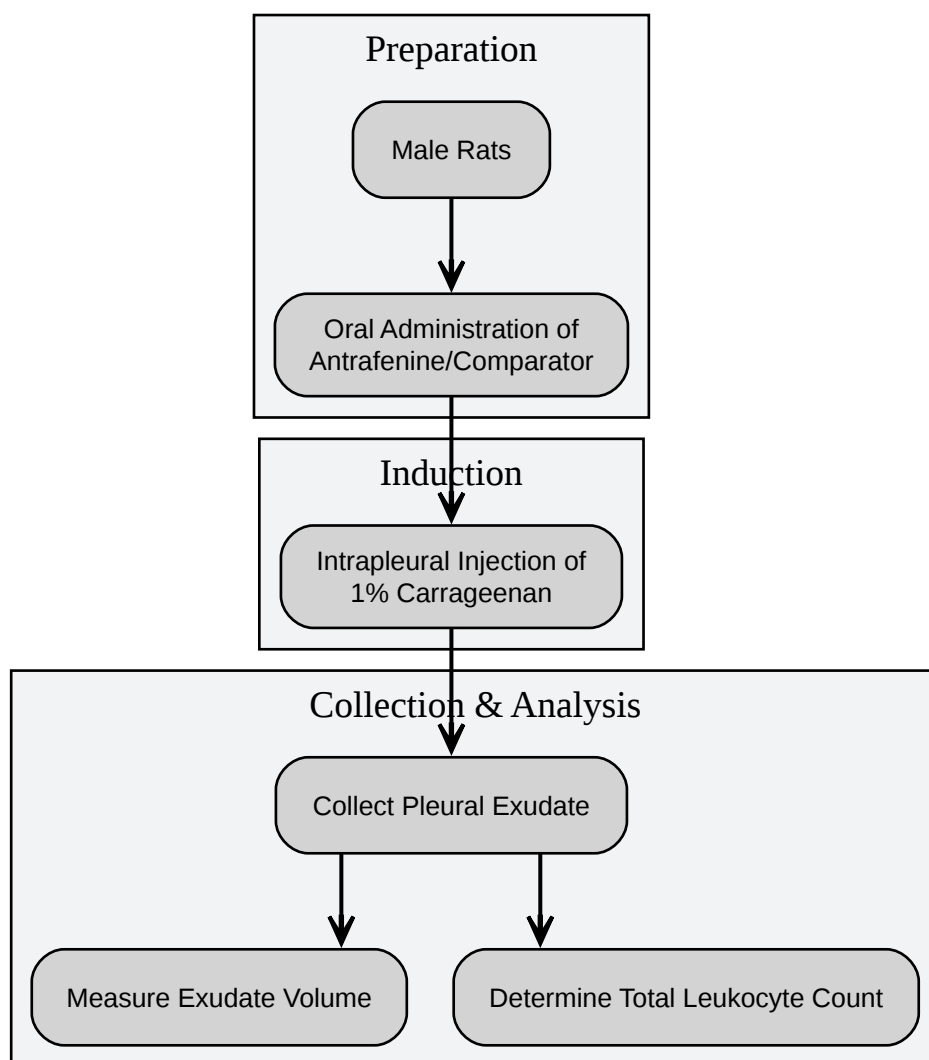 Preparation
Male Rats
Oral Administration of
Antrafenine/Comparator
Induction
Intrapleural Injection of
1% Carrageenan
Collection & Analysis
Collect Pleural Exudate
Measure Exudate Volume
Determine Total Leukocyte Count